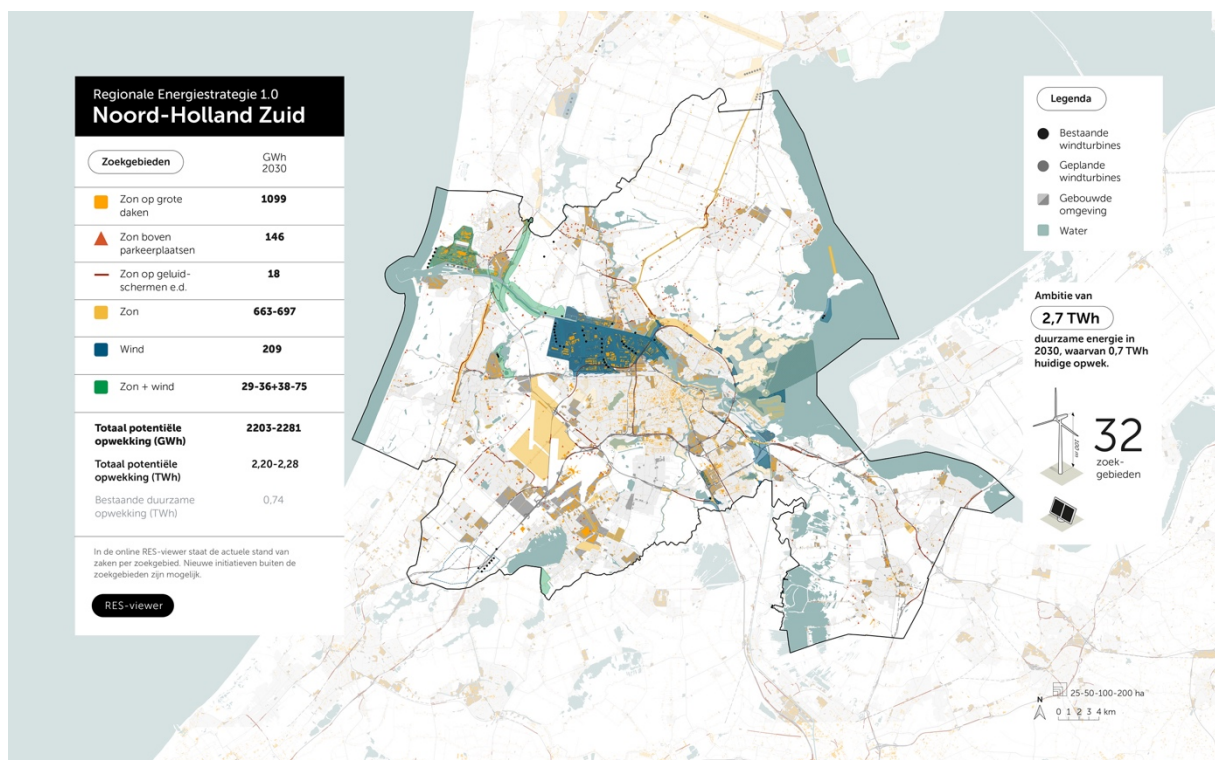 Regionale Energiestrategie 1.0
Noord-Holland Zuid
Zoekgebieden
GWh
2030
Zon op grote
daken
1099
Zon boven
parkeerplaatsen
146
Zon op geluid-
schermen e.d.
18
Zon
663-697
Wind
209
Zon + wind
29-36+38-75
Totaal potentiële
opwekking (GWh)
2203-2281
Totaal potentiële
opwekking (TWh)
2,20-2,28
Bestaande duurzame
opwekking (TWh)
0,74
In de online RES-viewer staat de actuele stand van
zaken per zoekgebied. Nieuwe initiatieven buiten de
zoekgebieden zijn mogelijk.
RES-viewer
Legenda
Bestaande
windturbines
Geplande
windturbines
Gebouwde
omgeving
Water
Ambitie van
2,7 TWh
duurzame energie in
2030, waarvan 0,7 TWh
huidige opwek.
100 m
32
zoek-
gebieden
25-50-100-200 ha
N
0 1 2 3 4 km